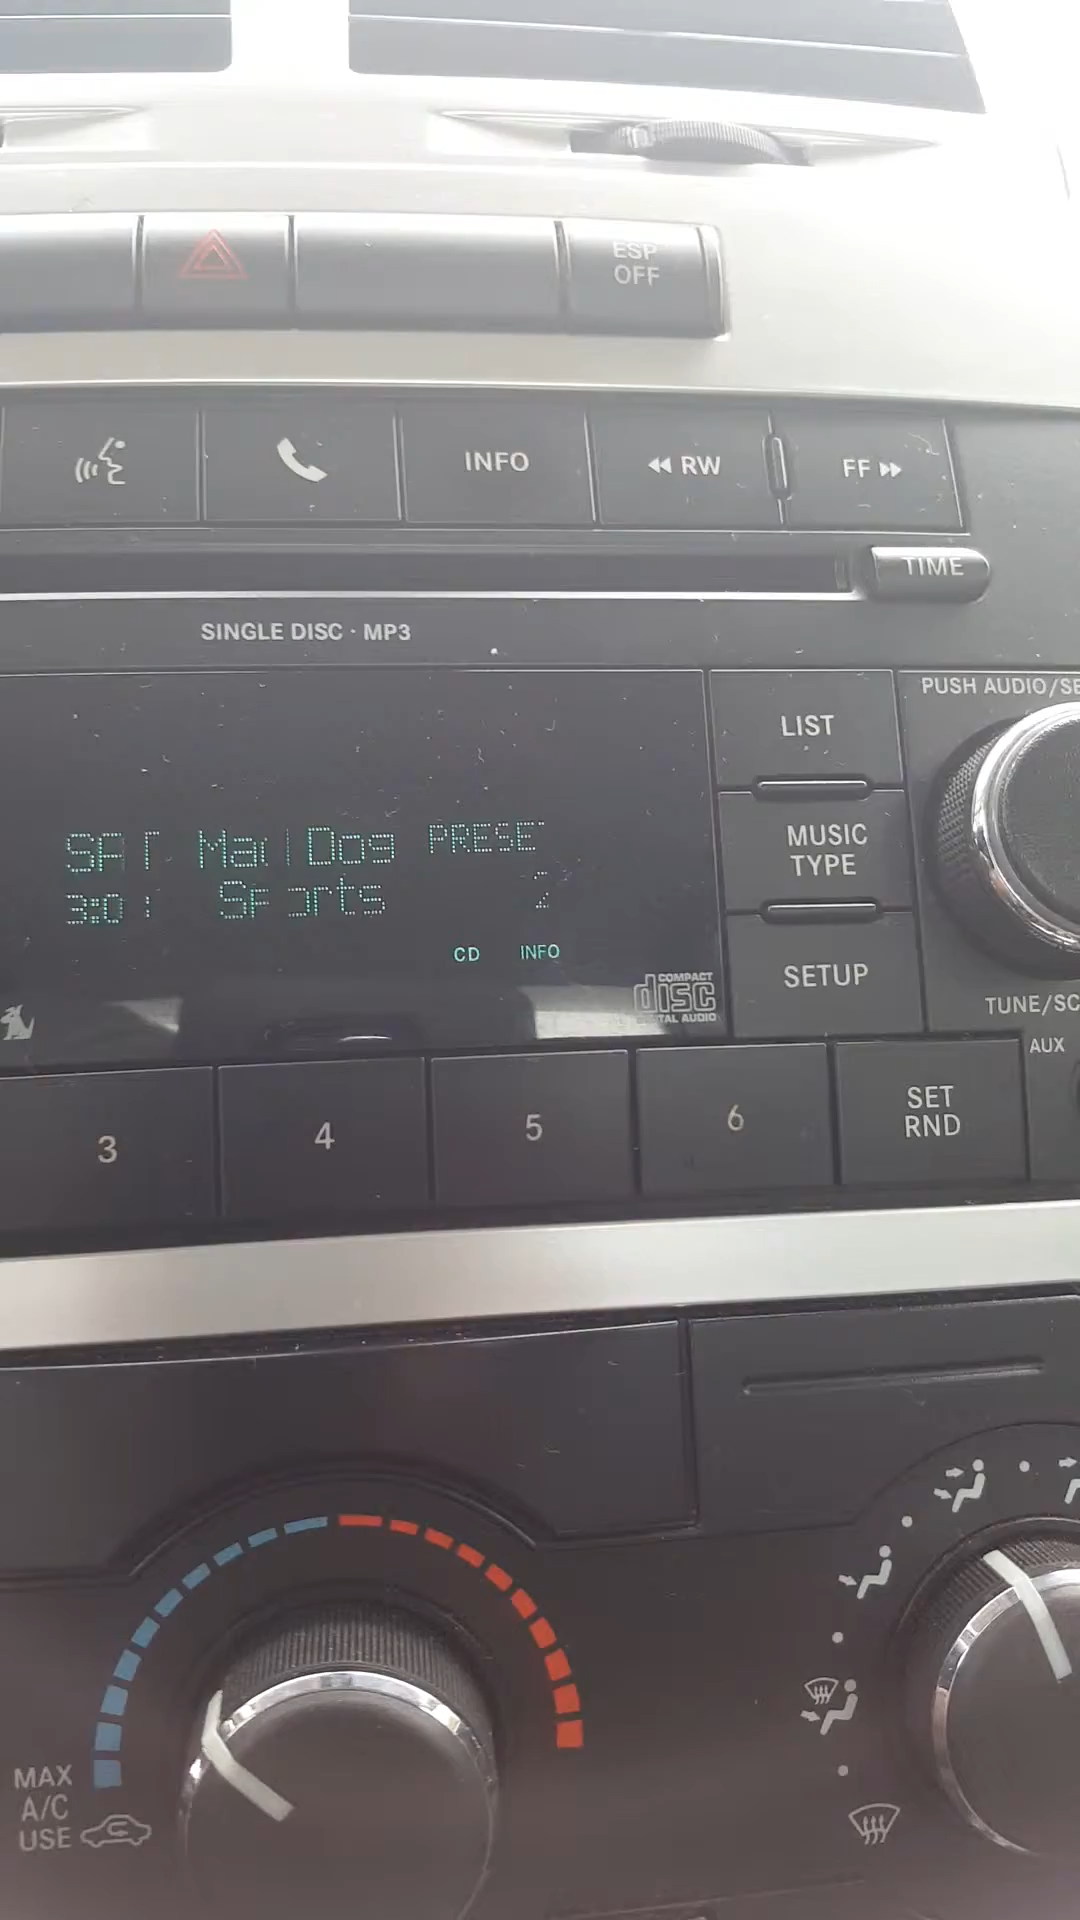 ESP
OFF
INFO
RW
FF
TIME
SINGLE DISC · MP3
PUSH AUDIO/SE
LIST
SAT Mad Dog PRESET
3:01 Sports 2
MUSIC
TYPE
CD INFO
SETUP
COMPACT
disc
DIGITAL AUDIO
TUNE/SC
AUX
3 4 5 6
SET
RND
MAX
A/C
USE